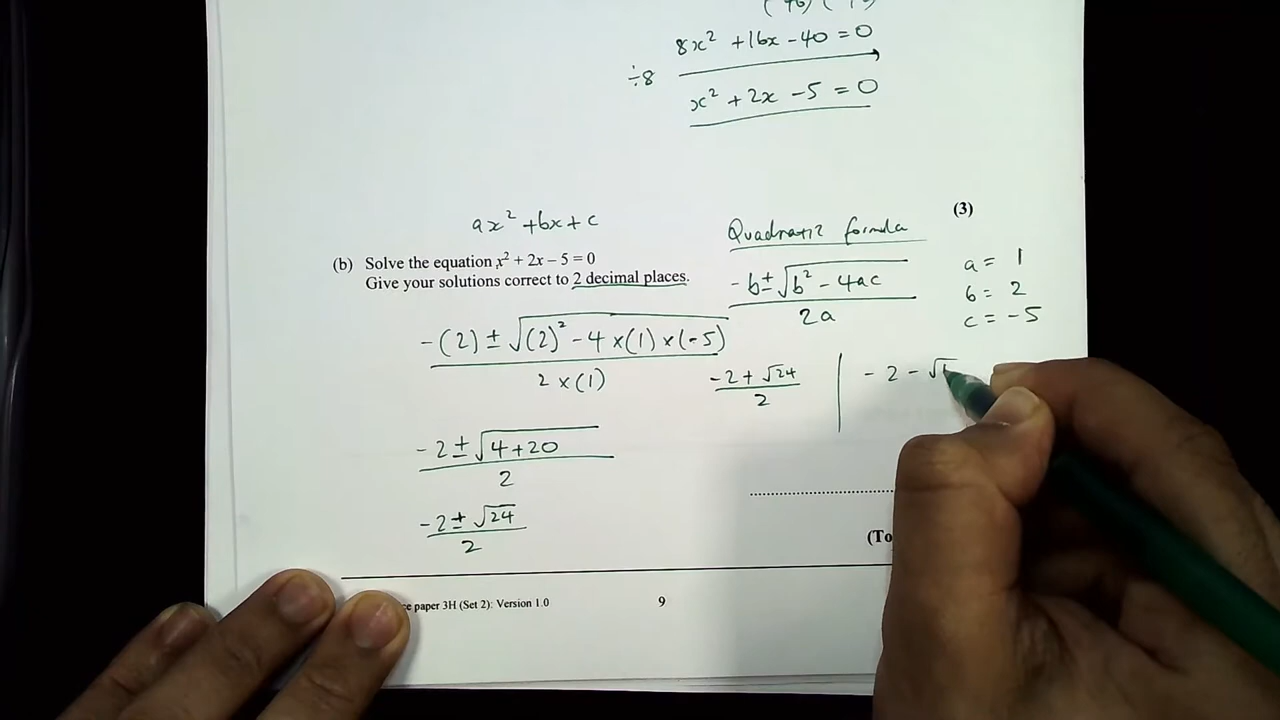 8x² + 16x - 40 = 0
÷8
x² + 2x - 5 = 0
(3)
ax² + bx + c
Quadratic formula
(b) Solve the equation x² + 2x – 5 = 0
Give your solutions correct to 2 decimal places.
-b ± √b² - 4ac
2a
a = 1
b = 2
c = -5
-(2) ± √(2)² - 4 × (1) × (-5)
2 × (1)
-2 + √24
2
- 2 - √
-2 ± √4+20
2
-2 ± √24
2
(To
paper 3H (Set 2): Version 1.0
9